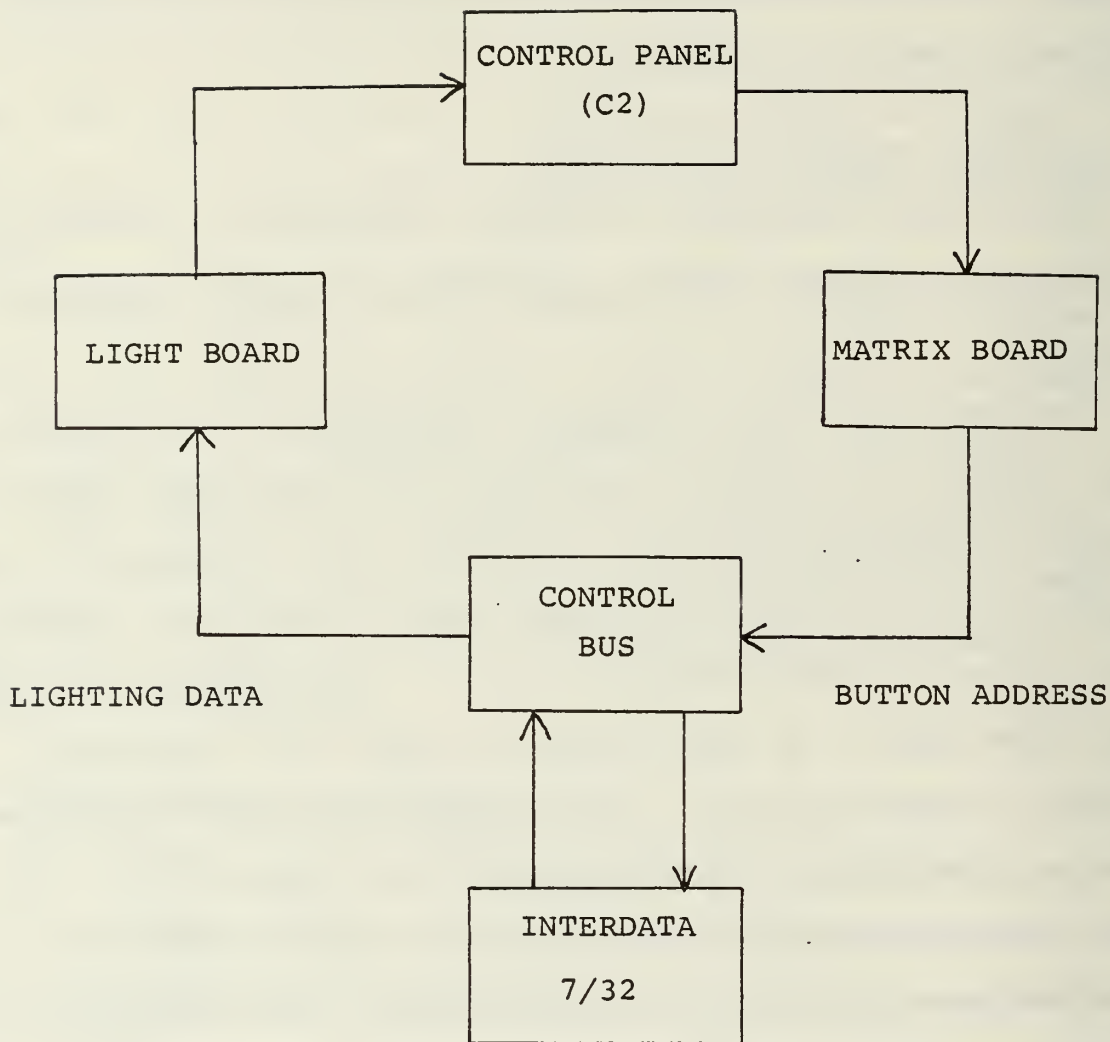 CONTROL PANEL
(C2)
LIGHT BOARD
MATRIX BOARD
CONTROL
BUS
LIGHTING DATA
BUTTON ADDRESS
INTERDATA
7/32